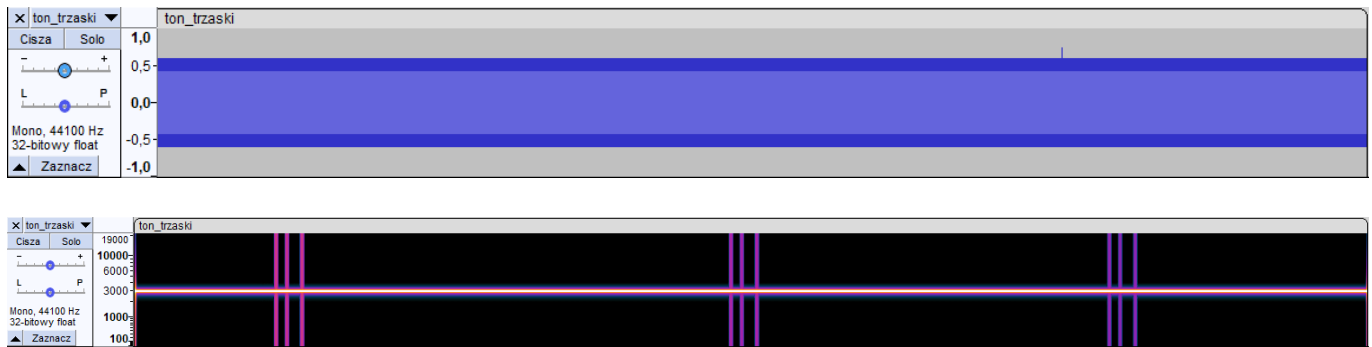 × ton_trzaski ▼ ton_trzaski
Cisza Solo
- +
L P
Mono, 44100 Hz
32-bitowy float
▲ Zaznacz
1,0
0,5-
0,0-
-0,5-
-1,0
× ton_trzaski ▼ ton_trzaski
Cisza Solo
- +
L P
Mono, 44100 Hz
32-bitowy float
▲ Zaznacz
19000
10000-
6000
3000-
1000
100